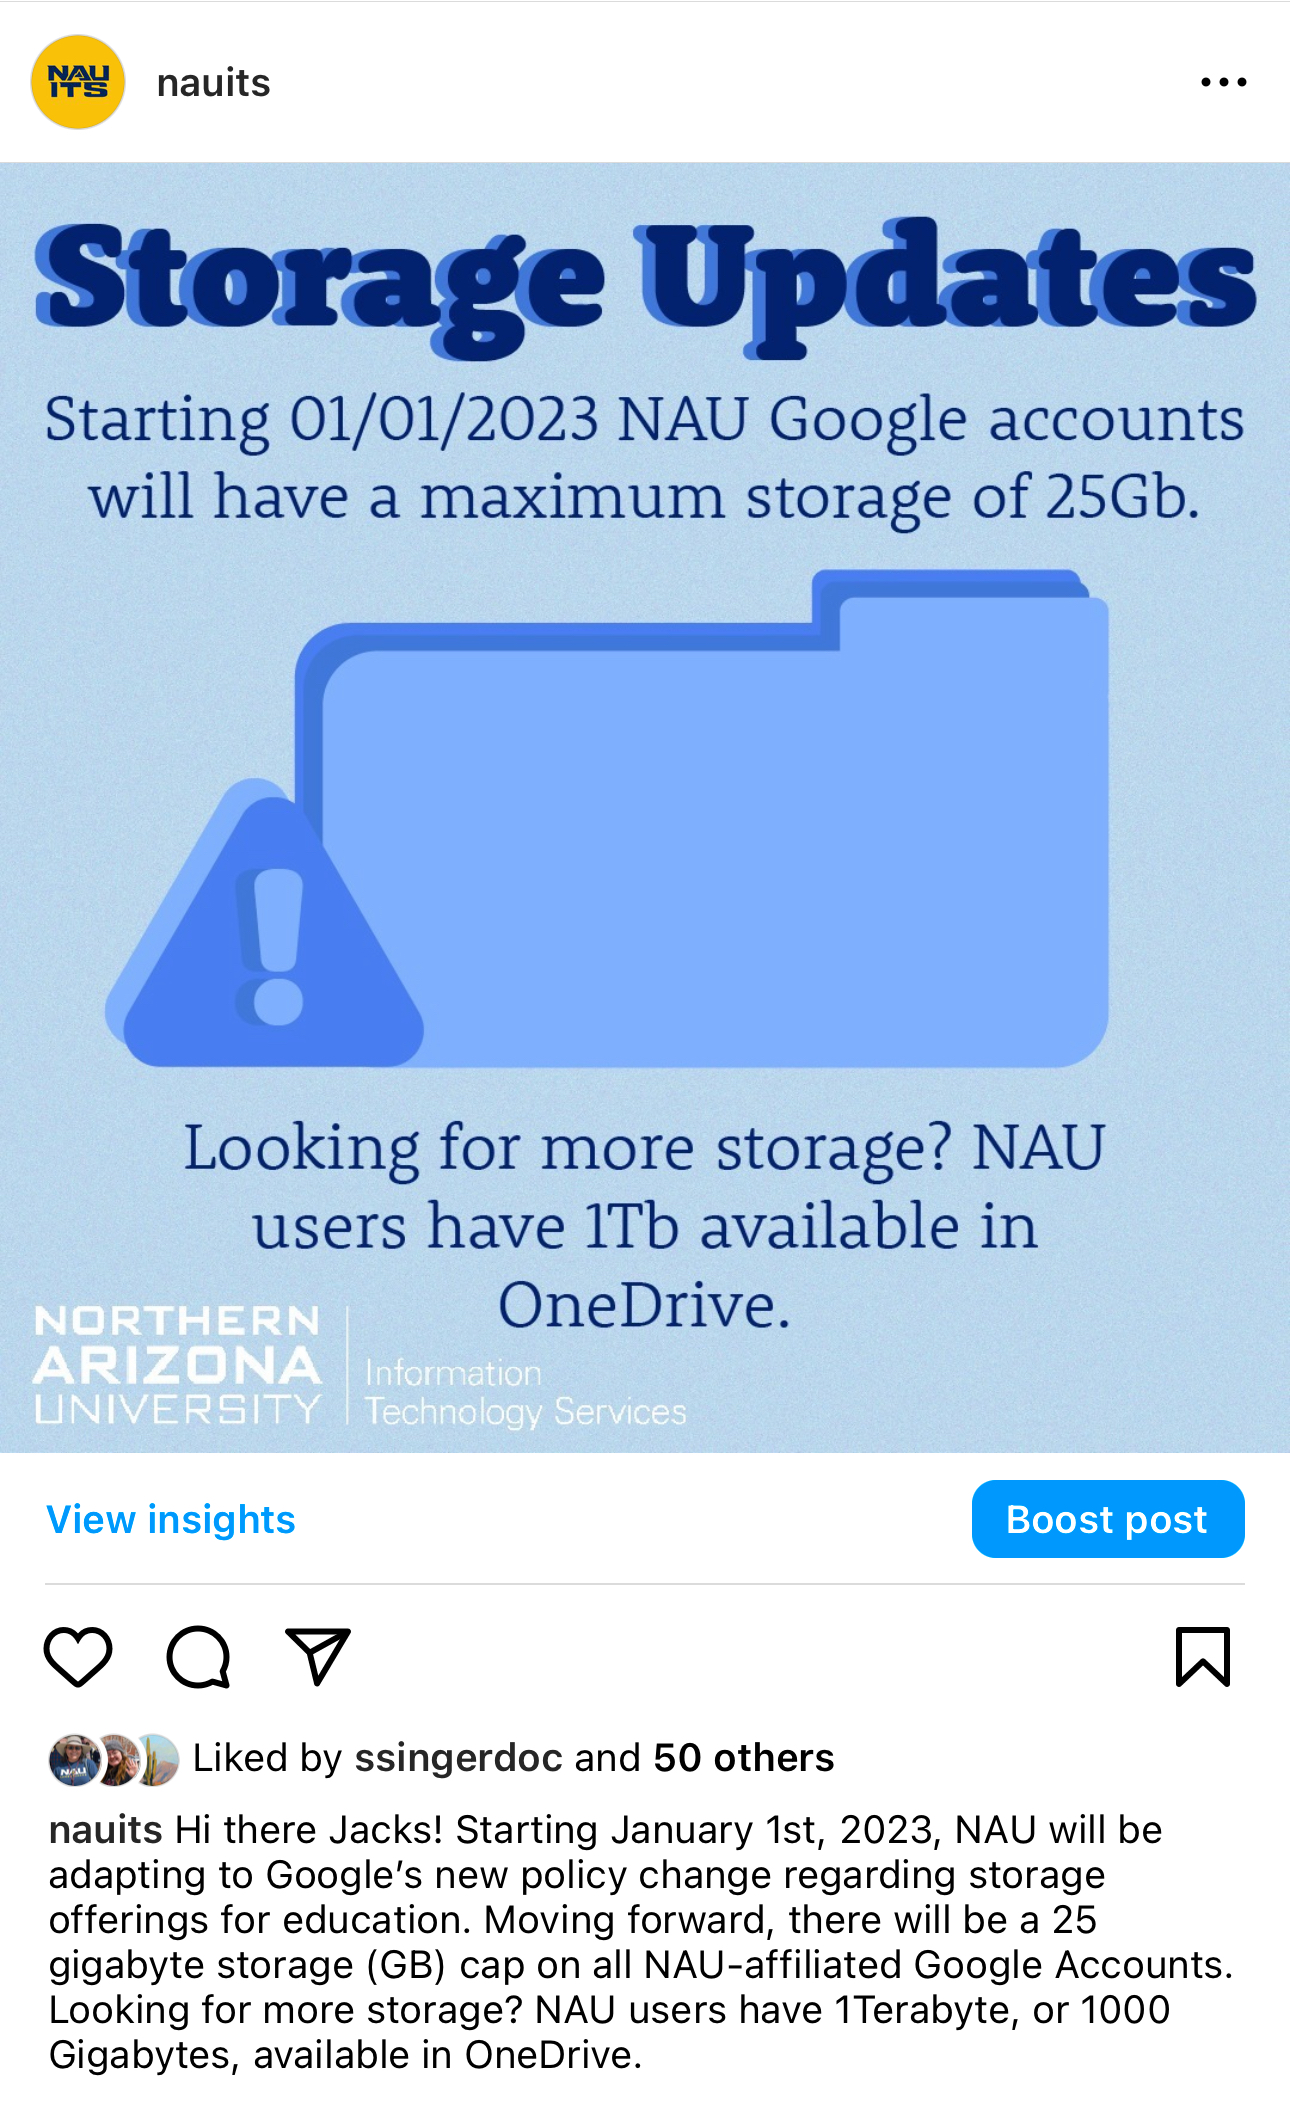 NAU
ITS
nauits
Storage Updates
Starting 01/01/2023 NAU Google accounts
will have a maximum storage of 25Gb.
Looking for more storage? NAU
users have 1Tb available in
OneDrive.
NORTHERN
ARIZONA
UNIVERSITY
Information
Technology Services
View insights
Boost post
NAU
Liked by ssingerdoc and 50 others
nauits Hi there Jacks! Starting January 1st, 2023, NAU will be
adapting to Google’s new policy change regarding storage
offerings for education. Moving forward, there will be a 25
gigabyte storage (GB) cap on all NAU-affiliated Google Accounts.
Looking for more storage? NAU users have 1Terabyte, or 1000
Gigabytes, available in OneDrive.